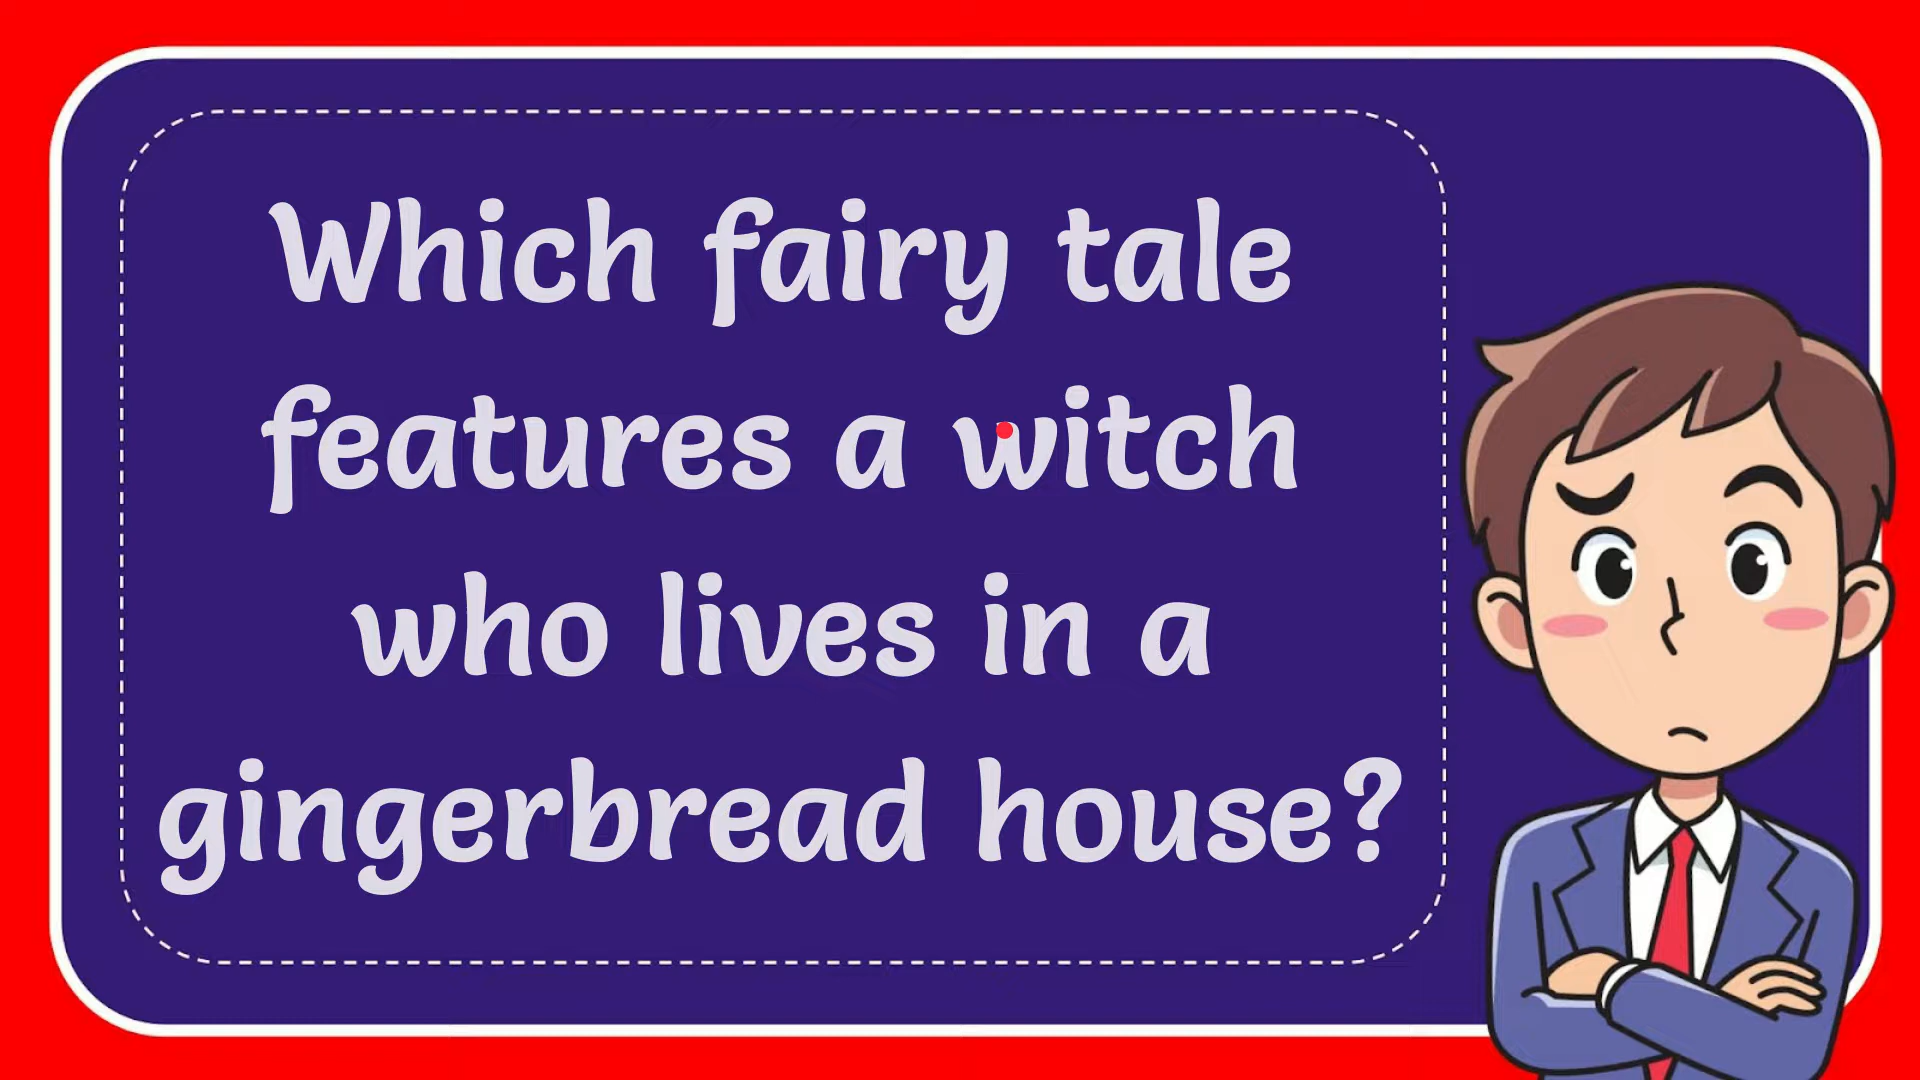 Which fairy tale
features a witch
who lives in a
gingerbread house?